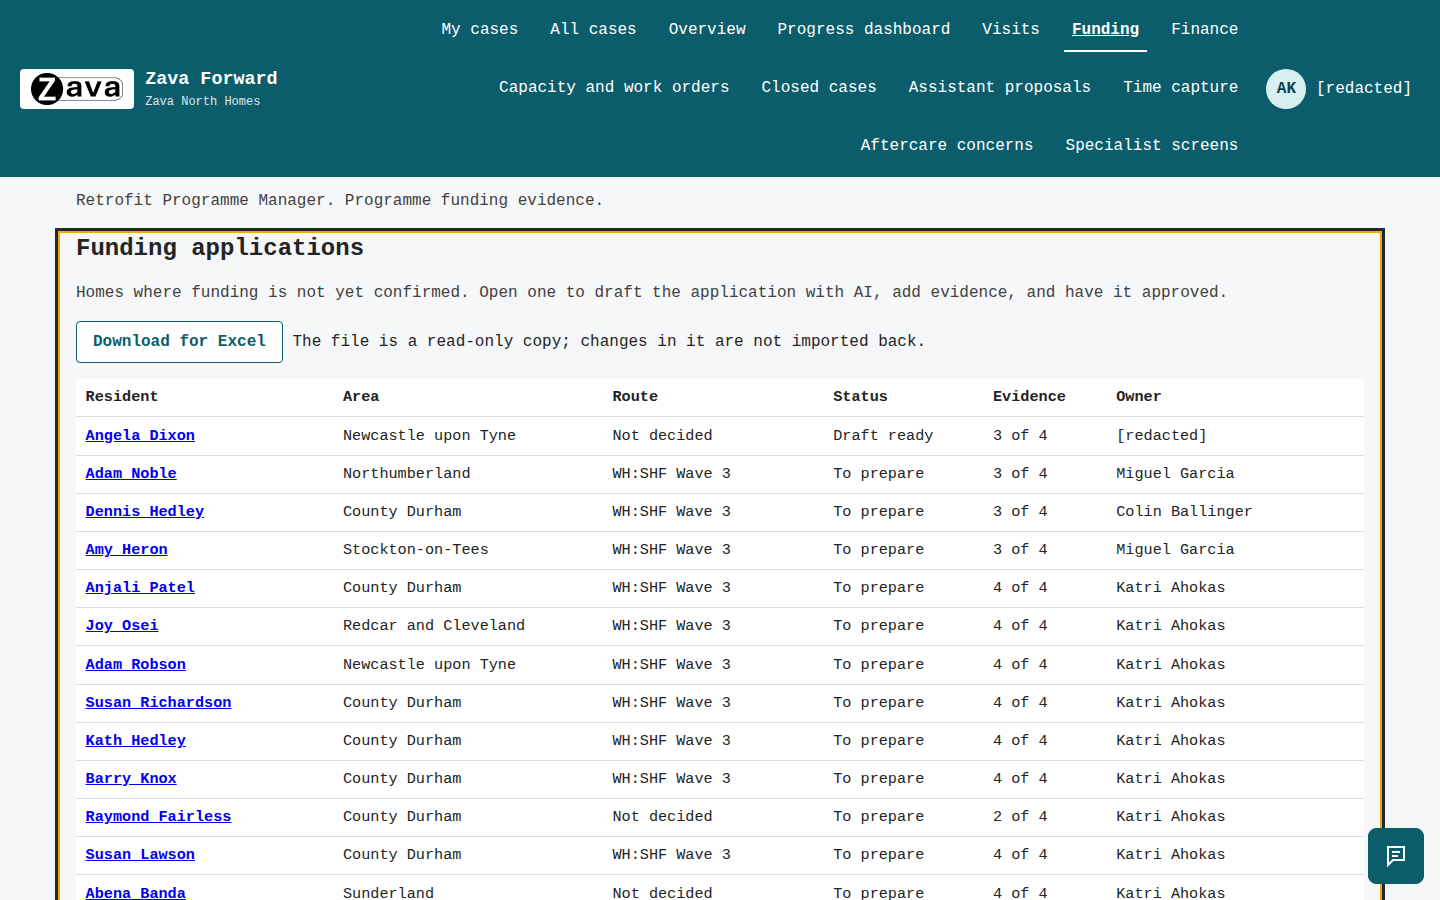 My cases All cases Overview Progress dashboard Visits Funding Finance
Zava Zava Forward
Zava North Homes
Capacity and work orders Closed cases Assistant proposals Time capture AK [redacted]
Aftercare concerns Specialist screens
Retrofit Programme Manager. Programme funding evidence.
Funding applications
Homes where funding is not yet confirmed. Open one to draft the application with AI, add evidence, and have it approved.
Download for Excel The file is a read-only copy; changes in it are not imported back.
Resident Area Route Status Evidence Owner
Angela Dixon Newcastle upon Tyne Not decided Draft ready 3 of 4 [redacted]
Adam Noble Northumberland WH:SHF Wave 3 To prepare 3 of 4 Miguel Garcia
Dennis Hedley County Durham WH:SHF Wave 3 To prepare 3 of 4 Colin Ballinger
Amy Heron Stockton-on-Tees WH:SHF Wave 3 To prepare 3 of 4 Miguel Garcia
Anjali Patel County Durham WH:SHF Wave 3 To prepare 4 of 4 Katri Ahokas
Joy Osei Redcar and Cleveland WH:SHF Wave 3 To prepare 4 of 4 Katri Ahokas
Adam Robson Newcastle upon Tyne WH:SHF Wave 3 To prepare 4 of 4 Katri Ahokas
Susan Richardson County Durham WH:SHF Wave 3 To prepare 4 of 4 Katri Ahokas
Kath Hedley County Durham WH:SHF Wave 3 To prepare 4 of 4 Katri Ahokas
Barry Knox County Durham WH:SHF Wave 3 To prepare 4 of 4 Katri Ahokas
Raymond Fairless County Durham Not decided To prepare 2 of 4 Katri Ahokas
Susan Lawson County Durham WH:SHF Wave 3 To prepare 4 of 4 Katri Ahokas
Abena Banda Sunderland Not decided To prepare 4 of 4 Katri Ahokas